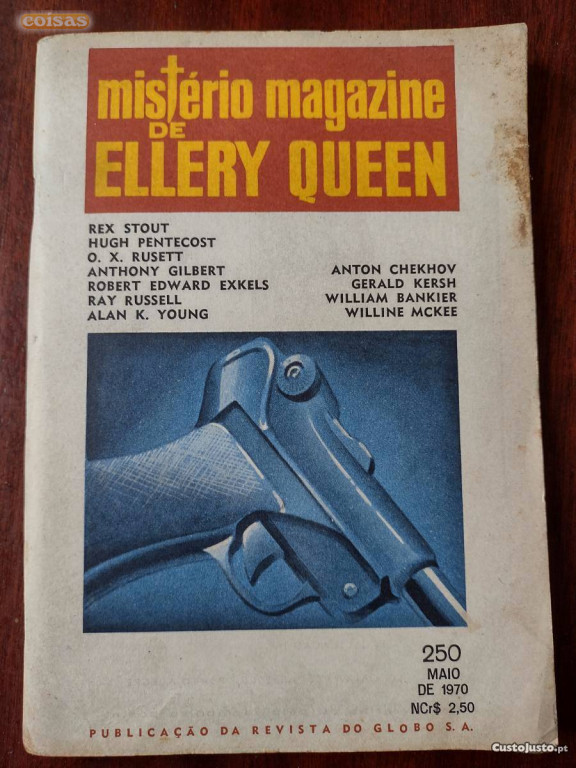 coisas
mistério magazine
DE
ELLERY QUEEN
REX STOUT
HUGH PENTECOST
O. X. RUSETT
ANTHONY GILBERT
ROBERT EDWARD EXKELS
RAY RUSSELL
ALAN K. YOUNG
ANTON CHEKHOV
GERALD KERSH
WILLIAM BANKIER
WILLINE MCKEE
250
MAIO
DE 1970
NCr$ 2,50
PUBLICAÇÃO DA REVISTA DO GLOBO S.A.
CustoJusto.pt